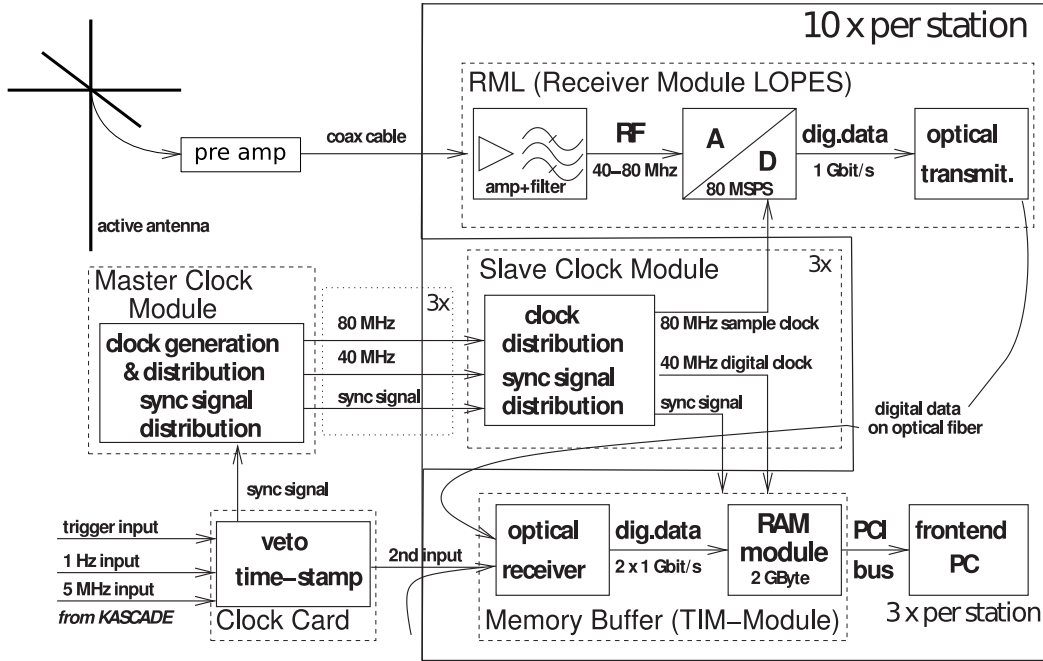 10 x per station
RML (Receiver Module LOPES)
coax cable
pre amp
amp+filter
RF
40–80 Mhz
A
D
80 MSPS
dig.data
1 Gbit/s
optical
transmit.
active antenna
Master Clock
Module
clock generation
& distribution
sync signal
distribution
3x
80 MHz
40 MHz
sync signal
Slave Clock Module
3x
clock
distribution
sync signal
distribution
80 MHz sample clock
40 MHz digital clock
sync signal
digital data
on optical fiber
sync signal
trigger input
1 Hz input
5 MHz input
from KASCADE
veto
time–stamp
Clock Card
2nd input
optical
receiver
dig.data
2 x 1 Gbit/s
RAM
module
2 GByte
PCI
bus
frontend
PC
3 x per station
Memory Buffer (TIM–Module)